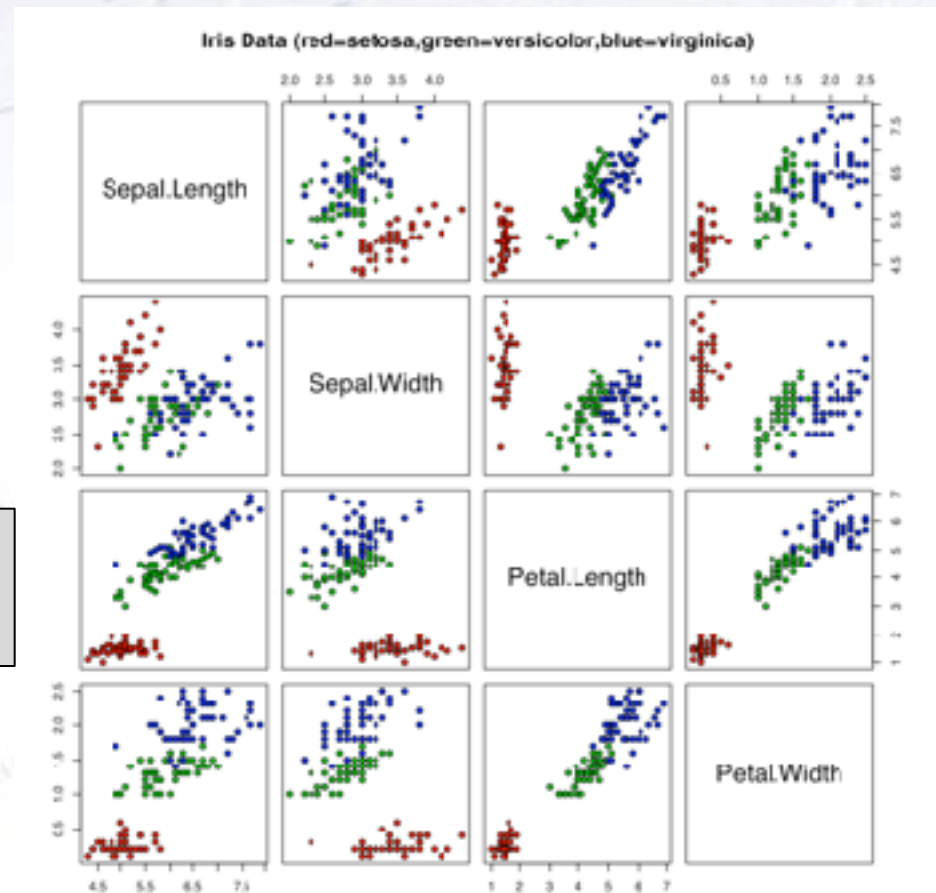 Iris Data (red=setosa,green=versicolor,blue=virginica)
2.0 2.5 3.0 3.5 4.0
0.5 1.0 1.5 2.0 2.5
Sepal.Length
4.5 5.5 6.5 7.5
2.0 2.5 3.0 3.5 4.0
Sepal.Width
Petal.Length
1 2 3 4 5 6 7
0.5 1.0 1.5 2.0 2.5
Petal.Width
4.5 5.5 6.5 7.5
1 2 3 4 5 6 7